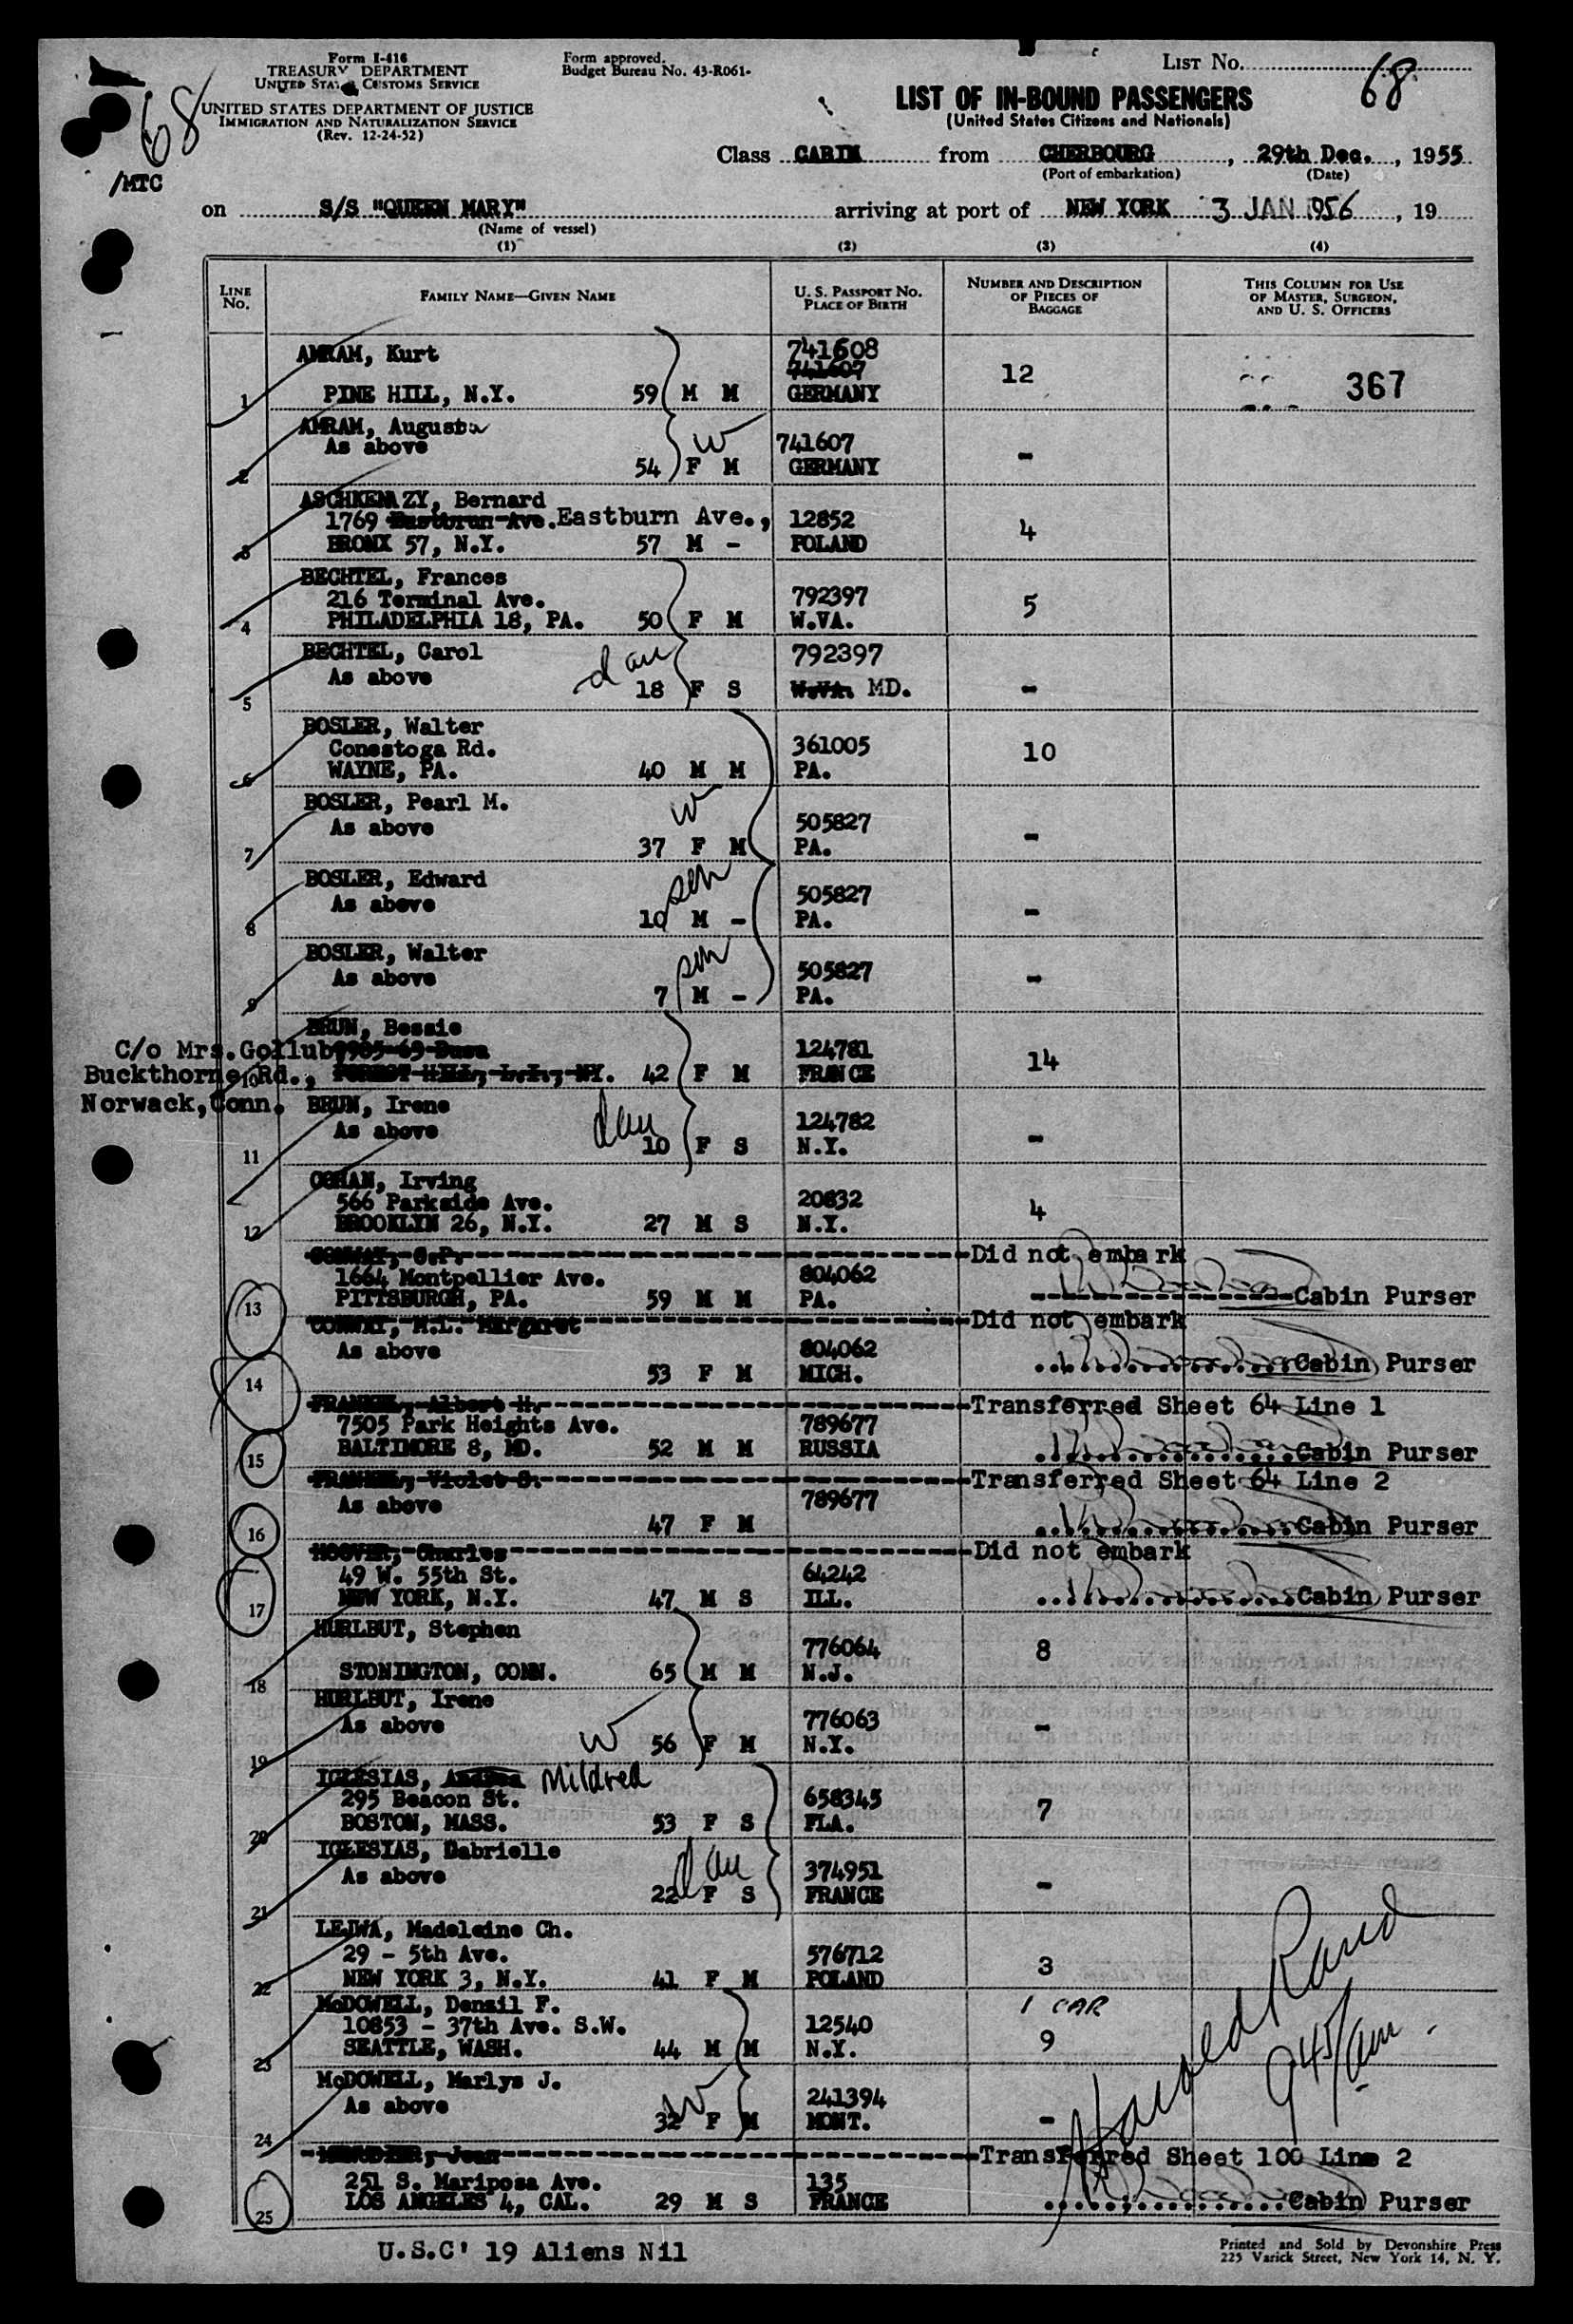 Form I-416
TREASURY DEPARTMENT
UNITED STATES CUSTOMS SERVICE
UNITED STATES DEPARTMENT OF JUSTICE
IMMIGRATION AND NATURALIZATION SERVICE
(Rev. 12-24-52)
Form approved.
Budget Bureau No. 43-R061-
LIST No. 68
68
/MTC
LIST OF IN-BOUND PASSENGERS
(United States Citizens and Nationals)
Class CABIN from CHERBOURG, 29th Dec., 1955
(Port of embarkation) (Date)
on S/S "QUEEN MARY" arriving at port of NEW YORK 3 JAN 1956, 19
(Name of vessel)
(1) (2) (3) (4)
LINE No. FAMILY NAME—GIVEN NAME U. S. PASSPORT NO. PLACE OF BIRTH NUMBER AND DESCRIPTION OF PIECES OF BAGGAGE THIS COLUMN FOR USE OF MASTER, SURGEON, AND U. S. OFFICERS
AMRAM, Kurt 741608
741607
12 367
1 PINE HILL, N.Y. 59 M M GERMANY
AMRAM, Augusta
As above w 741607
2 54 F M GERMANY -
ASCHKENAZY, Bernard
1769 Eastbrun Ave. Eastburn Ave., 12852 4
3 BRONX 57, N.Y. 57 M - POLAND
BECHTEL, Frances
216 Terminal Ave. 792397 5
4 PHILADELPHIA 18, PA. 50 F M W.VA.
BECHTEL, Carol dau 792397
As above
5 18 F S W.VA. MD. -
BOSLER, Walter
Conestoga Rd. 361005 10
6 WAYNE, PA. 40 M M PA.
BOSLER, Pearl M. w
As above 505827
7 37 F M PA. -
BOSLER, Edward son
As above 505827
8 10 M - PA. -
BOSLER, Walter son
As above 505827
9 7 M - PA. -
BRUN, Bessie
C/o Mrs. Gollub 124781 14
10 Buckthorne Rd., FOREST HILL, L.I., NY. 42 F M FRANCE
Norwack, Conn.
BRUN, Irene
As above dau 124782
11 10 F S N.Y. -
COHAN, Irving
566 Parkside Ave. 20832 4
12 BROOKLYN 26, N.Y. 27 M S N.Y.
CONWAY, C.P. Did not embark
1664 Montpellier Ave. 804062
13 PITTSBURGH, PA. 59 M M PA. Cabin Purser
CONWAY, M.L. Margaret Did not embark
As above 804062
14 53 F M MICH. Cabin Purser
FRANKEL, Albert H. Transferred Sheet 64 Line 1
7505 Park Heights Ave. 789677
15 BALTIMORE 8, MD. 52 M M RUSSIA Cabin Purser
FRANKEL, Violet S. Transferred Sheet 64 Line 2
As above 789677
16 47 F M Cabin Purser
HOOVER, Charles Did not embark
49 W. 55th St. 64242
17 NEW YORK, N.Y. 47 M S ILL. Cabin Purser
HURLBUT, Stephen
776064 8
18 STONINGTON, CONN. 65 M M N.J.
HURLBUT, Irene
As above 776063
19 w 56 F M N.Y. -
IGLESIAS, Andrea Mildred
295 Beacon St. 658345 7
20 BOSTON, MASS. 53 F S FLA.
IGLESIAS, Gabrielle
As above dau 374951
21 22 F S FRANCE -
LEJWA, Madeleine Ch.
29 - 5th Ave. 576712 3
22 NEW YORK 3, N.Y. 41 F M POLAND
McDOWELL, Denzil F. 1 CAR
10853 - 37th Ave. S.W. 12540 9
23 SEATTLE, WASH. 44 M M N.Y.
McDOWELL, Marlys J.
As above w 241394
24 32 F M MONT. -
Transferred Sheet 100 Line 2
251 S. Mariposa Ave. 135
25 LOS ANGELES 4, CAL. 29 M S FRANCE Cabin Purser
Harold Rand
945/am
U.S.C' 19 Aliens Nil
Printed and Sold by Devonshire Press
225 Varick Street, New York 14, N. Y.